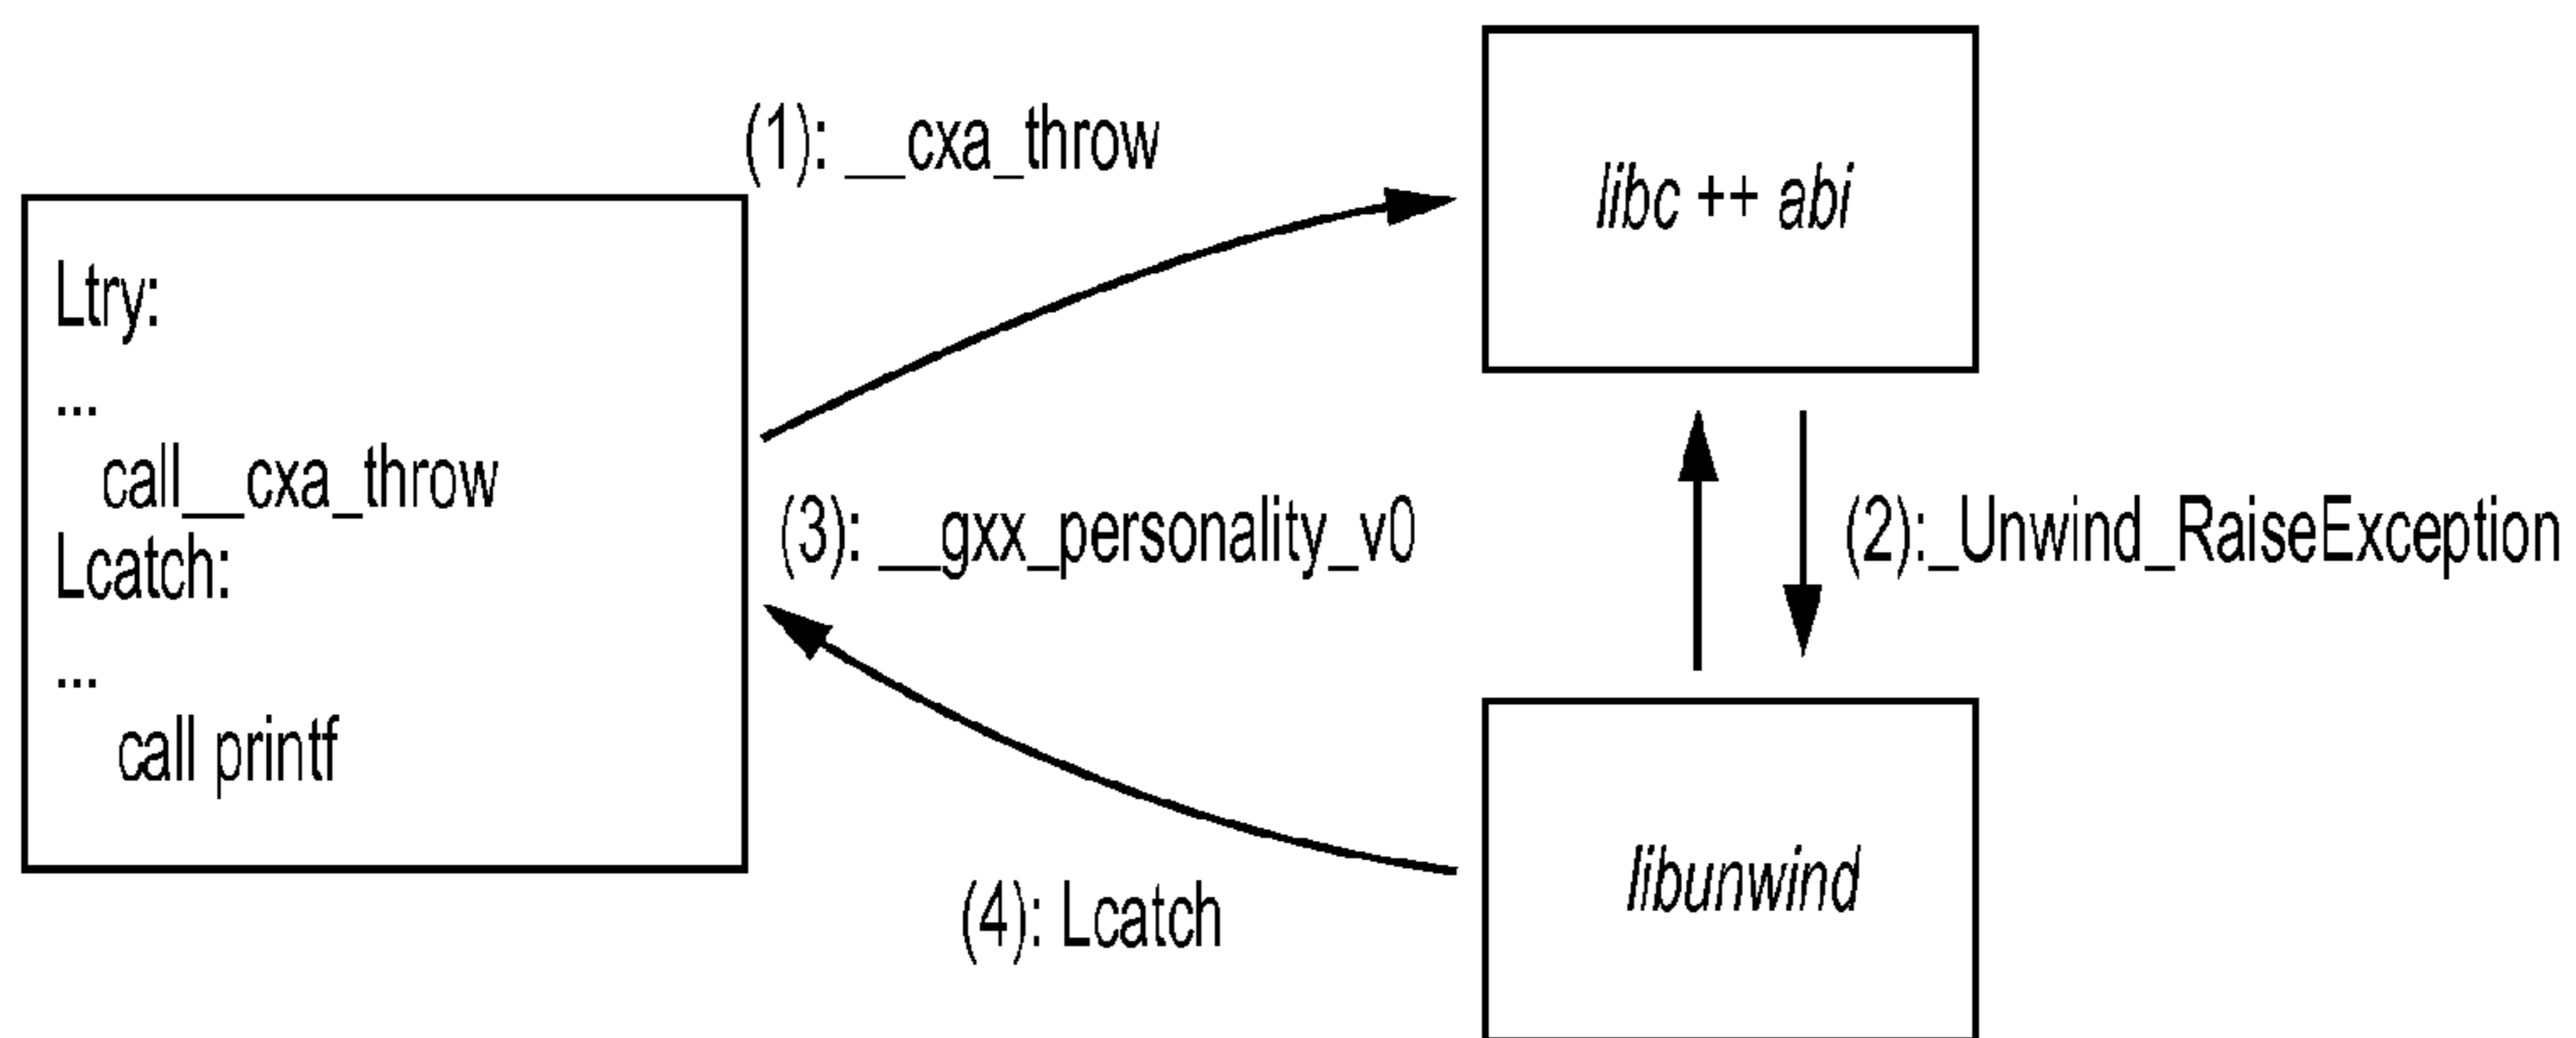 (1): __cxa_throw
libc ++ abi
Ltry:
...
call__cxa_throw
Lcatch:
...
call printf
(3): __gxx_personality_v0
(2):_Unwind_RaiseException
(4): Lcatch
libunwind